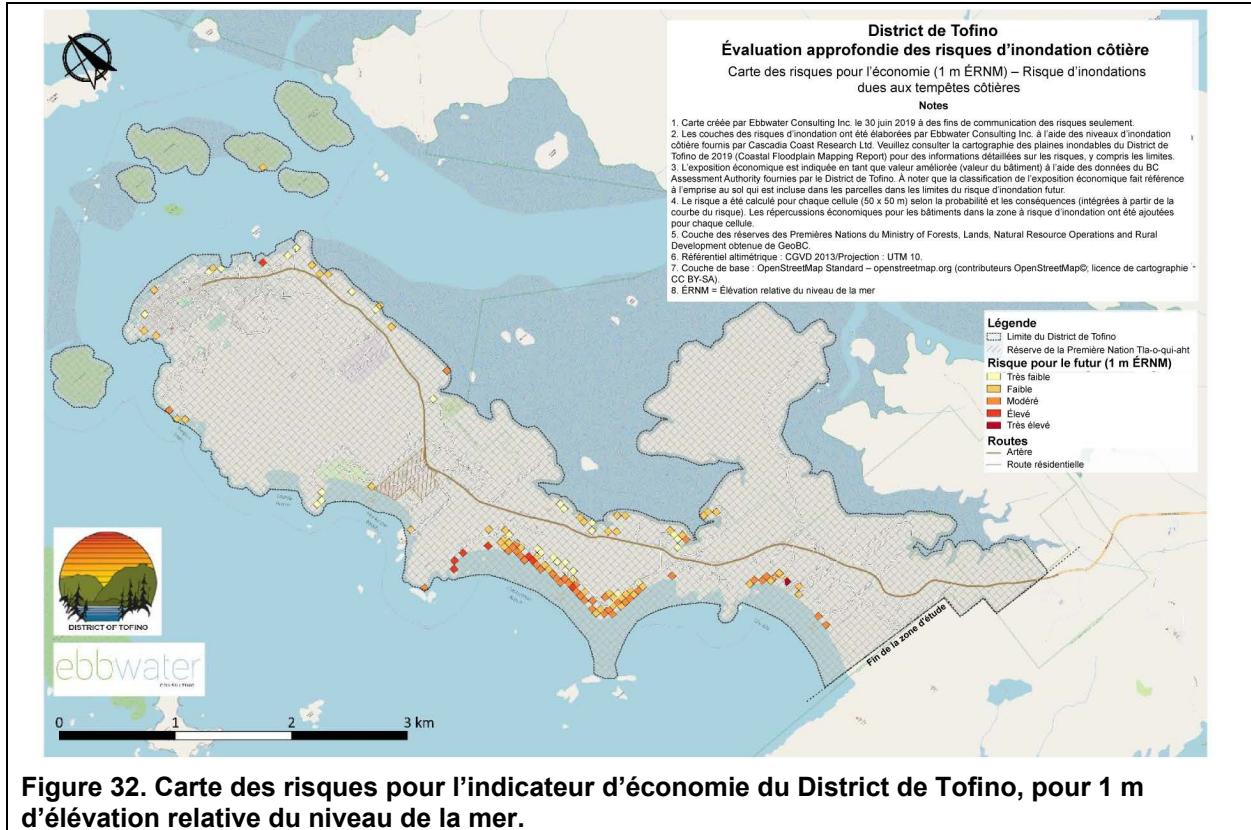 District de Tofino
Évaluation approfondie des risques d'inondation côtière
Carte des risques pour l'économie (1 m ÉRNM) – Risque d'inondations
dues aux tempêtes côtières
Notes
1. Carte créée par Ebbwater Consulting Inc. le 30 juin 2019 à des fins de communication des risques seulement.
2. Les couches des risques d'inondation ont été élaborées par Ebbwater Consulting Inc. à l'aide des niveaux d'inondation
côtière fournis par Cascadia Coast Research Ltd. Veuillez consulter la cartographie des plaines inondables du District de
Tofino de 2019 (Coastal Floodplain Mapping Report) pour des informations détaillées sur les risques, y compris les limites.
3. L'exposition économique est indiquée en tant que valeur améliorée (valeur du bâtiment) à l'aide des données du BC
Assessment Authority fournies par le District de Tofino. À noter que la classification de l'exposition économique fait référence
à l'emprise au sol qui est incluse dans les parcelles dans les limites du risque d'inondation futur.
4. Le risque a été calculé pour chaque cellule (50 x 50 m) selon la probabilité et les conséquences (intégrées à partir de la
courbe du risque). Les répercussions économiques pour les bâtiments dans la zone à risque d'inondation ont été ajoutées
pour chaque cellule.
5. Couche des réserves des Premières Nations du Ministry of Forests, Lands, Natural Resource Operations and Rural
Development obtenue de GeoBC.
6. Référentiel altimétrique : CGVD 2013/Projection : UTM 10.
7. Couche de base : OpenStreetMap Standard – openstreetmap.org (contributeurs OpenStreetMap©; licence de cartographie -
CC BY-SA).
8. ÉRNM = Élévation relative du niveau de la mer
Légende
Limite du District de Tofino
Réserve de la Première Nation Tla-o-qui-aht
Risque pour le futur (1 m ÉRNM)
Très faible
Faible
Modéré
Élevé
Très élevé
Routes
Artère
Route résidentielle
Fin de la zone d'étude
DISTRICT OF TOFINO
ebbwater
CONSULTING
0 1 2 3 km
Figure 32. Carte des risques pour l'indicateur d'économie du District de Tofino, pour 1 m
d'élévation relative du niveau de la mer.